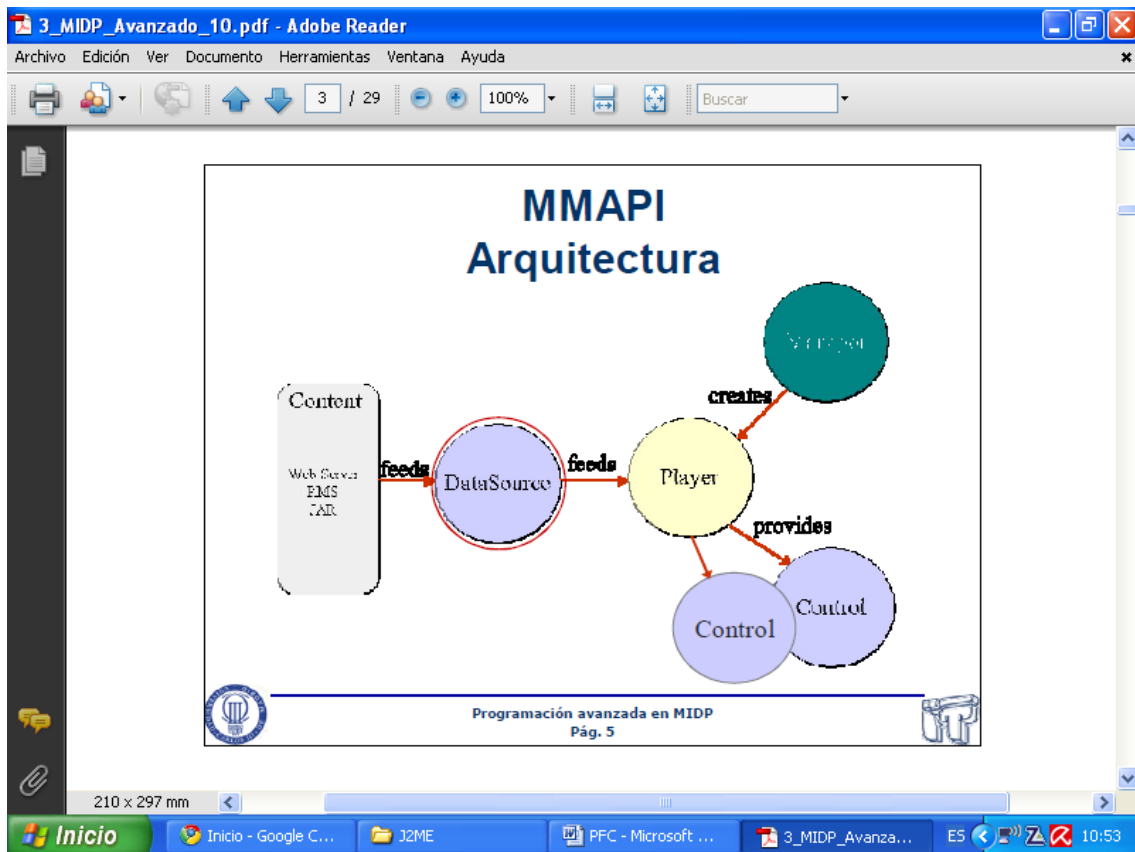 3_MIDP_Avanzado_10.pdf - Adobe Reader
Archivo Edición Ver Documento Herramientas Ventana Ayuda
3 / 29 100% Buscar
MMAPI
Arquitectura
creates
Content
Web Server
RMS
JAR
feeds
DataSource
feeds
Player
provides
Control
Control
Programación avanzada en MIDP
Pág. 5
210 x 297 mm
Inicio Inicio - Google C... J2ME PFC - Microsoft ... 3_MIDP_Avanza... ES 10:53